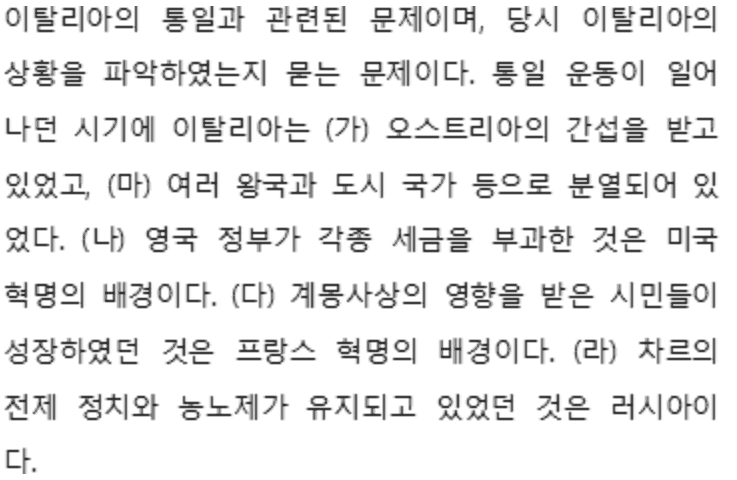 이탈리아의 통일과 관련된 문제이며, 당시 이탈리아의
상황을 파악하였는지 묻는 문제이다. 통일 운동이 일어
나던 시기에 이탈리아는 (가) 오스트리아의 간섭을 받고
있었고, (마) 여러 왕국과 도시 국가 등으로 분열되어 있
었다. (나) 영국 정부가 각종 세금을 부과한 것은 미국
혁명의 배경이다. (다) 계몽사상의 영향을 받은 시민들이
성장하였던 것은 프랑스 혁명의 배경이다. (라) 차르의
전제 정치와 농노제가 유지되고 있었던 것은 러시아이
다.